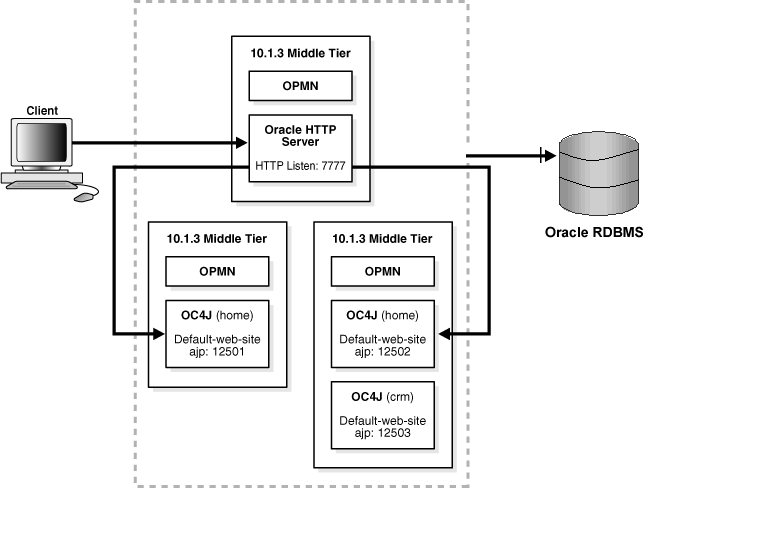 10.1.3 Middle Tier
OPMN
Client
Oracle HTTP
Server
HTTP Listen: 7777
Oracle RDBMS
10.1.3 Middle Tier
OPMN
OC4J (home)
Default-web-site
ajp: 12501
10.1.3 Middle Tier
OPMN
OC4J (home)
Default-web-site
ajp: 12502
OC4J (crm)
Default-web-site
ajp: 12503